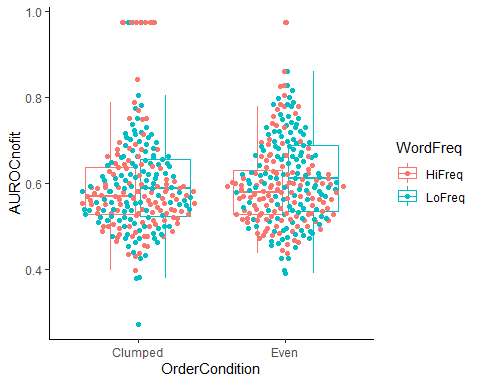 1.0
0.8
0.6
0.4
AUROCnofit
Clumped
Even
OrderCondition
WordFreq
HiFreq
LoFreq